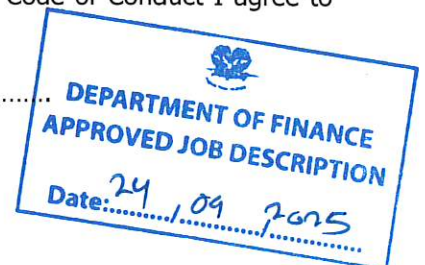 Code of Conduct I agree to
........
DEPARTMENT OF FINANCE
APPROVED JOB DESCRIPTION
Date:24/09/2025